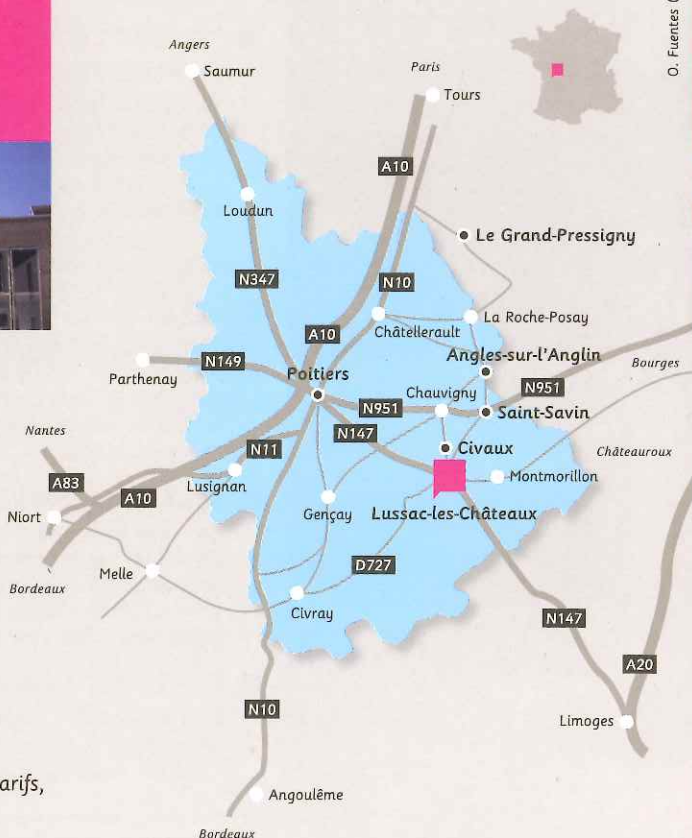 O. Fuentes (
Angers
Saumur
Paris
Tours
A10
Loudun
Le Grand-Pressigny
N347
N10
La Roche-Posay
A10
Châtellerault
Angles-sur-l'Anglin
N149
Bourges
Parthenay
Poitiers
N951
Chauvigny
N951
Saint-Savin
Nantes
N147
N11
Civaux
Châteauroux
A83
Lusignan
Montmorillon
A10
Niort
Gençay
Lussac-les-Châteaux
Melle
D727
Bordeaux
Civray
N147
A20
N10
Limoges
arifs,
Angoulême
Bordeaux